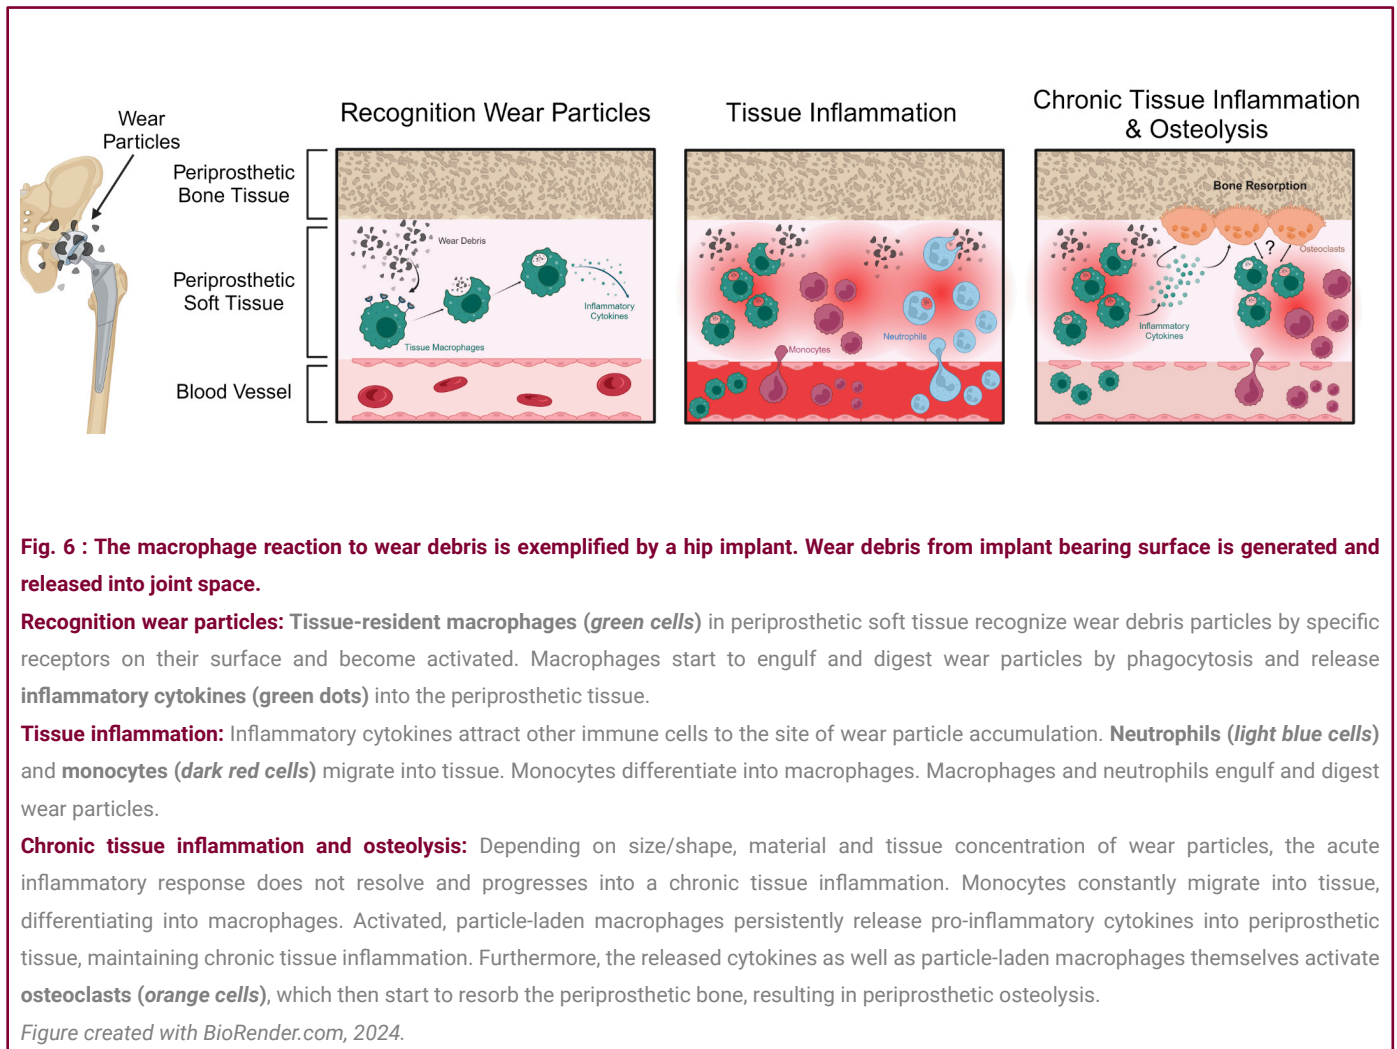 Wear
Particles
Recognition Wear Particles
Tissue Inflammation
Chronic Tissue Inflammation
& Osteolysis
Periprosthetic
Bone Tissue
Periprosthetic
Soft Tissue
Blood Vessel
Wear Debris
Tissue Macrophages
Inflammatory
Cytokines
Monocytes
Neutrophils
Bone Resorption
Osteoclasts
?
Inflammatory
Cytokines
Fig. 6 : The macrophage reaction to wear debris is exemplified by a hip implant. Wear debris from implant bearing surface is generated and
released into joint space.
Recognition wear particles: Tissue-resident macrophages (green cells) in periprosthetic soft tissue recognize wear debris particles by specific
receptors on their surface and become activated. Macrophages start to engulf and digest wear particles by phagocytosis and release
inflammatory cytokines (green dots) into the periprosthetic tissue.
Tissue inflammation: Inflammatory cytokines attract other immune cells to the site of wear particle accumulation. Neutrophils (light blue cells)
and monocytes (dark red cells) migrate into tissue. Monocytes differentiate into macrophages. Macrophages and neutrophils engulf and digest
wear particles.
Chronic tissue inflammation and osteolysis: Depending on size/shape, material and tissue concentration of wear particles, the acute
inflammatory response does not resolve and progresses into a chronic tissue inflammation. Monocytes constantly migrate into tissue,
differentiating into macrophages. Activated, particle-laden macrophages persistently release pro-inflammatory cytokines into periprosthetic
tissue, maintaining chronic tissue inflammation. Furthermore, the released cytokines as well as particle-laden macrophages themselves activate
osteoclasts (orange cells), which then start to resorb the periprosthetic bone, resulting in periprosthetic osteolysis.
Figure created with BioRender.com, 2024.